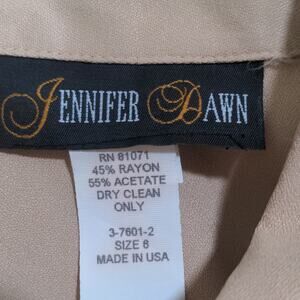 JENNIFER DAWN
RN 81071
45% RAYON
55% ACETATE
DRY CLEAN
ONLY
3-7601-2
SIZE 6
MADE IN USA